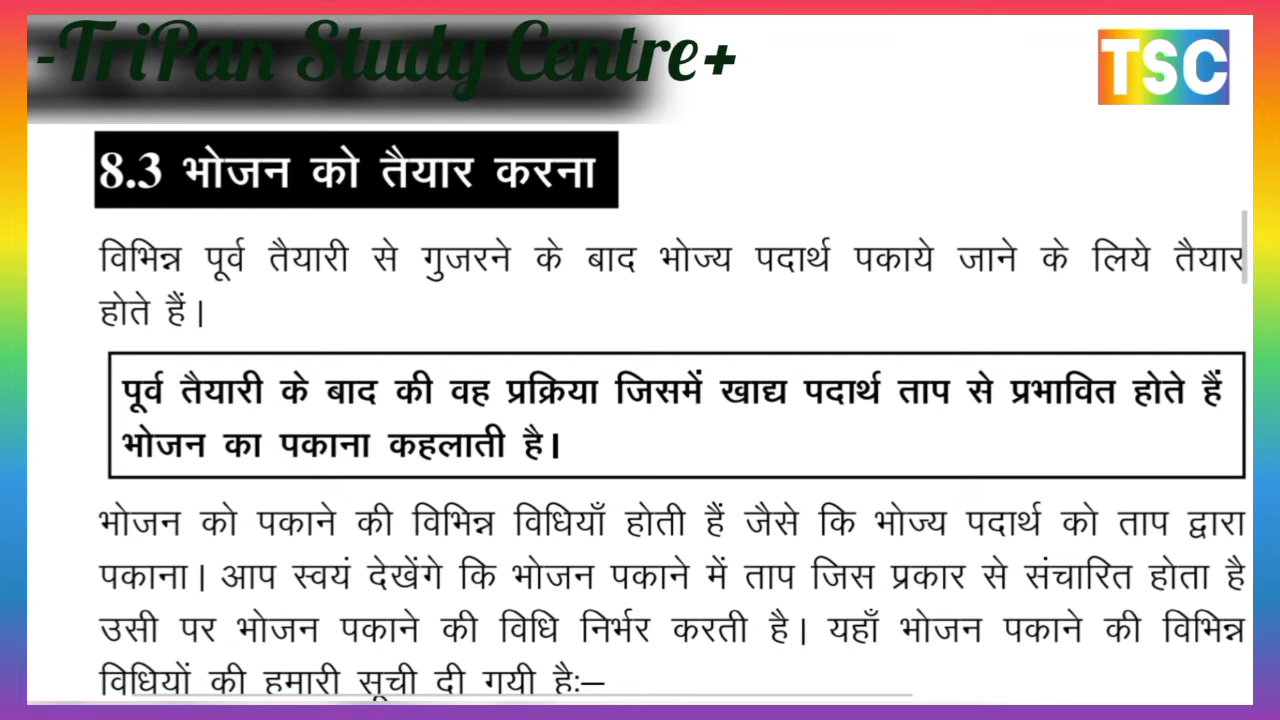 -TriPan Study Centre+
TSC
8.3 भोजन को तैयार करना
विभिन्न पूर्व तैयारी से गुजरने के बाद भोज्य पदार्थ पकाये जाने के लिये तैयार
होते हैं।
पूर्व तैयारी के बाद की वह प्रक्रिया जिसमें खाद्य पदार्थ ताप से प्रभावित होते हैं
भोजन का पकाना कहलाती है।
भोजन को पकाने की विभिन्न विधियाँ होती हैं जैसे कि भोज्य पदार्थ को ताप द्वारा
पकाना। आप स्वयं देखेंगे कि भोजन पकाने में ताप जिस प्रकार से संचारित होता है
उसी पर भोजन पकाने की विधि निर्भर करती है। यहाँ भोजन पकाने की विभिन्न
विधियों की हमारी सूची दी गयी है:–